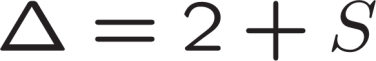 △ = 2 + S